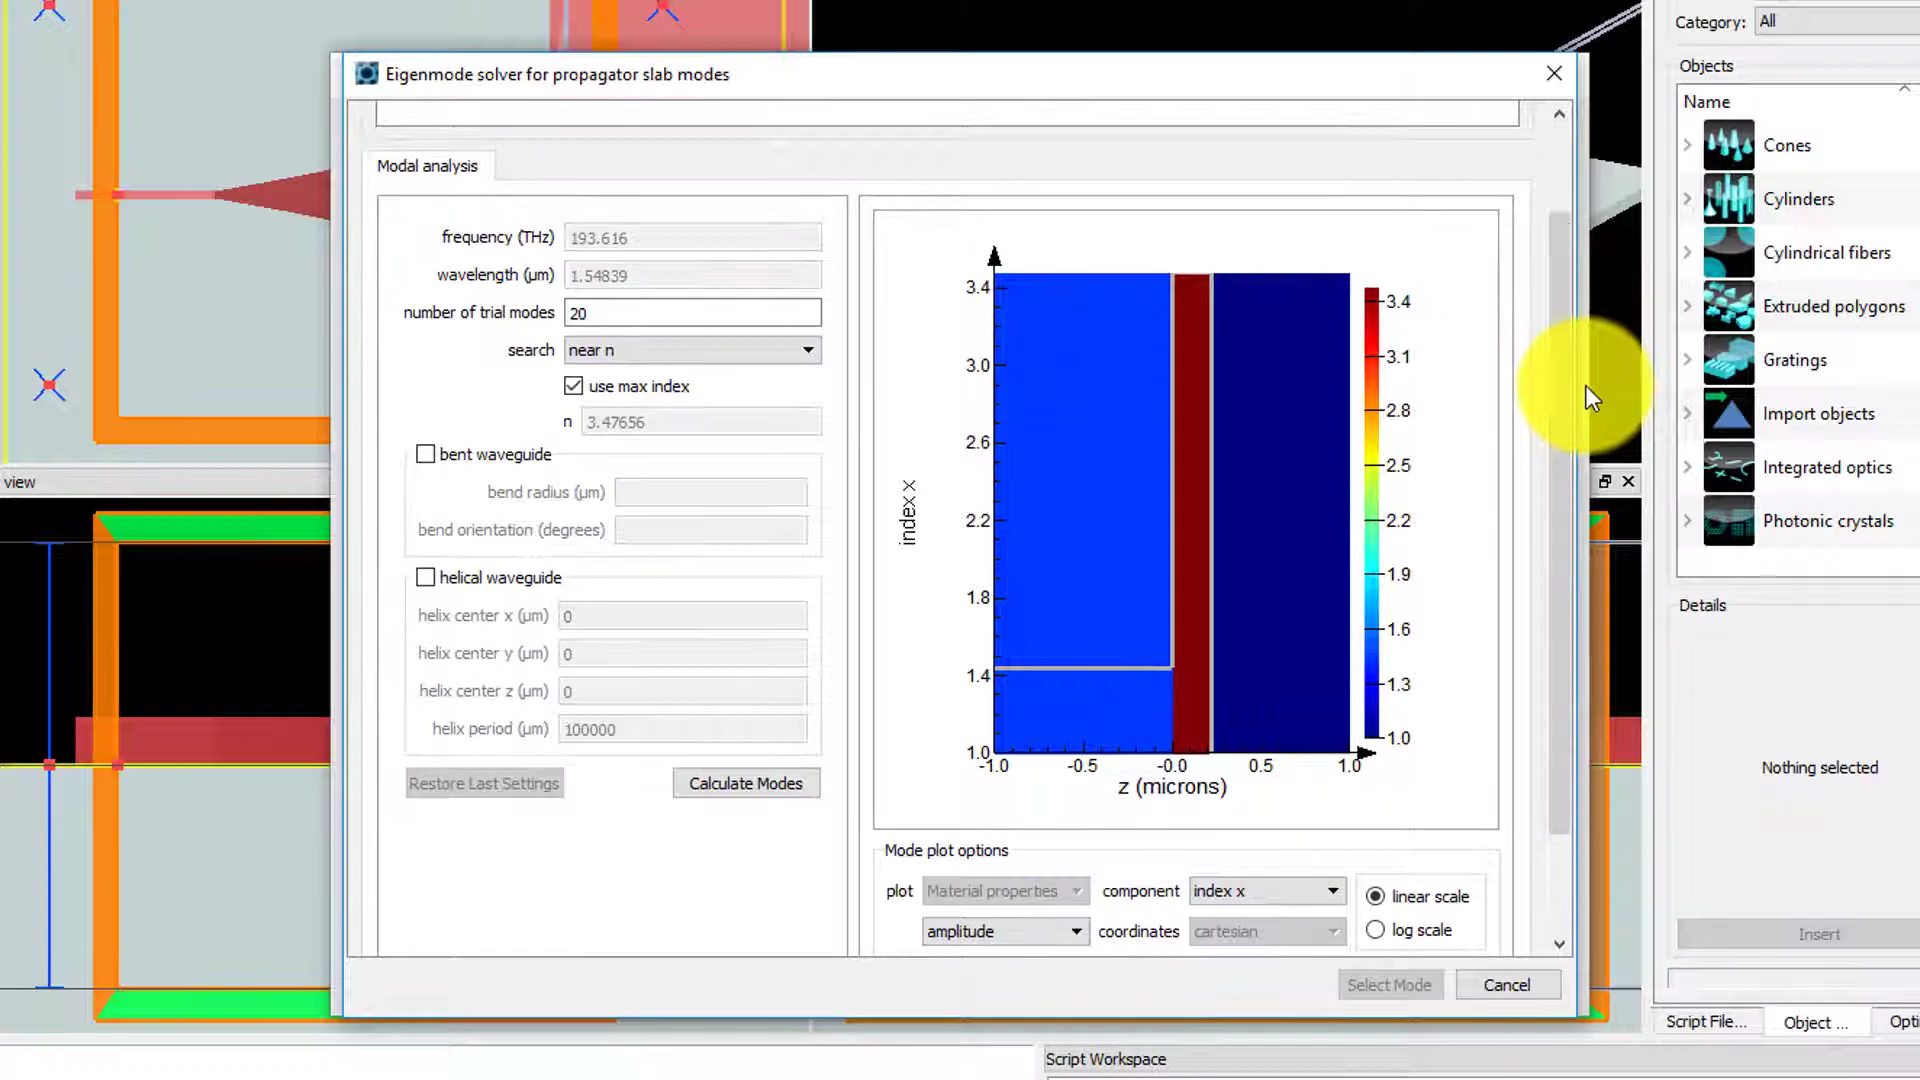 Category: All
Eigenmode solver for propagator slab modes
Objects
Name
Cones
Cylinders
Cylindrical fibers
Extruded polygons
Gratings
Import objects
Integrated optics
Photonic crystals
Modal analysis
frequency (THz) 193.616
wavelength (μm) 1.54839
number of trial modes 20
search near n
use max index
n 3.47656
bent waveguide
bend radius (μm)
bend orientation (degrees)
helical waveguide
helix center x (μm) 0
helix center y (μm) 0
helix center z (μm) 0
helix period (μm) 100000
Restore Last Settings Calculate Modes
index x
3.4
3.0
2.6
2.2
1.8
1.4
1.0
-1.0 -0.5 -0.0 0.5 1.0
z (microns)
3.4
3.1
2.8
2.5
2.2
1.9
1.6
1.3
1.0
Mode plot options
plot Material properties component index x linear scale
amplitude coordinates cartesian log scale
Select Mode Cancel
view
Details
Nothing selected
Insert
Script File... Object ... Opti
Script Workspace